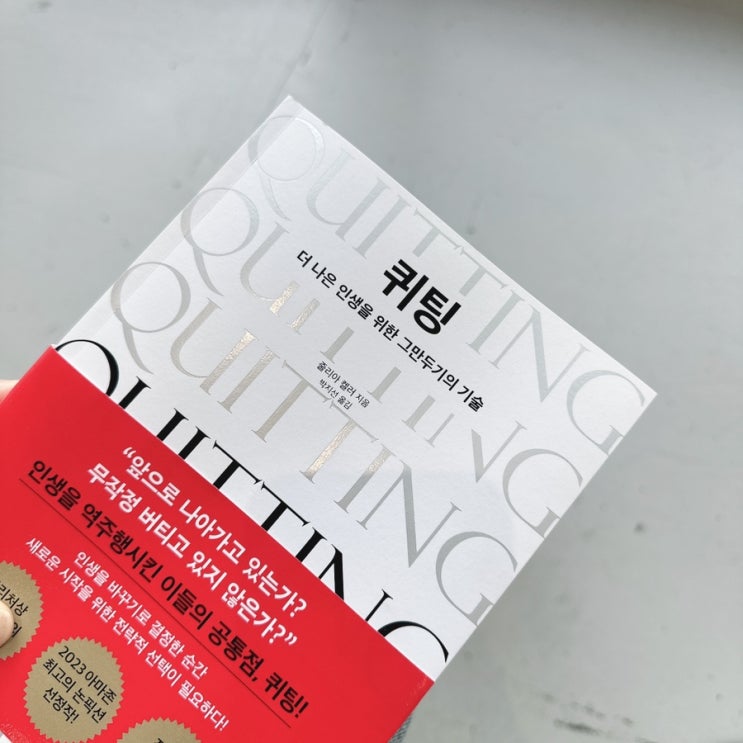 QUITTING
QUITTING
QUITTING
QUITTING
퀴팅
더 나은 인생을 위한 그만두기의 기술
줄리아 켈러 지음
박지선 옮김
“앞으로 나아가고 있는가?
무작정 버티고 있지 않은가?”
인생을 역주행시킨 이들의 공통점, 퀴팅!
인생을 바꾸기로 결정한 순간
새로운 시작을 위한 전략적 선택이 필요하다!
2023 아마존
최고의 논픽션
선정작!